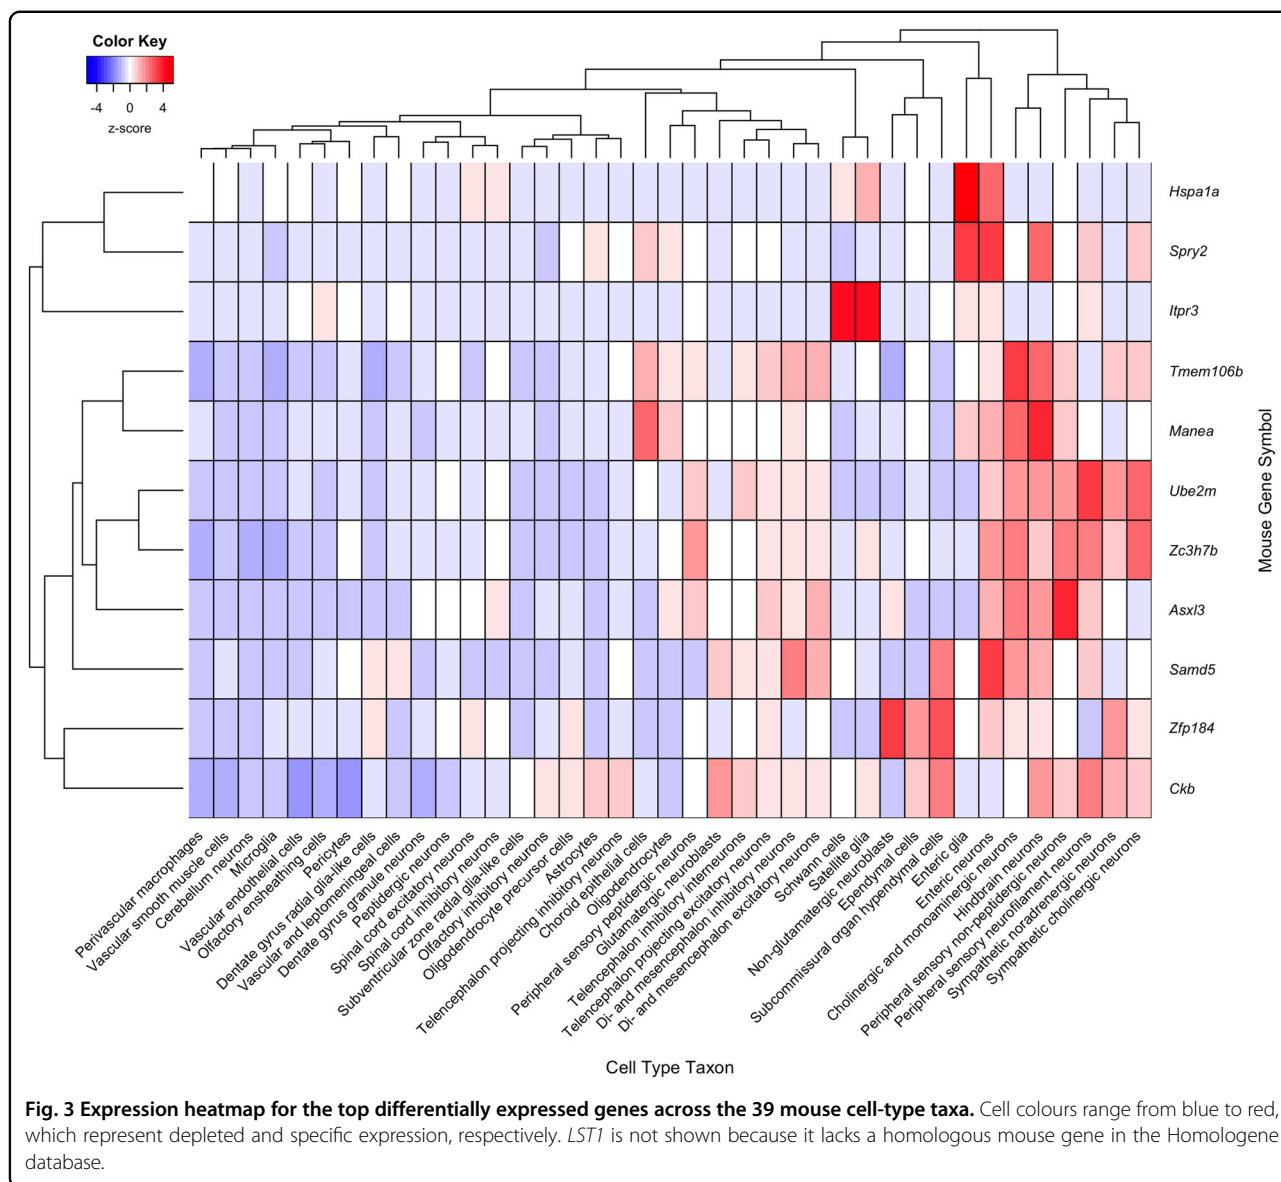 Color Key
-4 0 4
z-score
Hspa1a
Spry2
Itpr3
Tmem106b
Manea
Ube2m
Zc3h7b
Asxl3
Samd5
Zfp184
Ckb
Mouse Gene Symbol
Perivascular macrophages
Vascular smooth muscle cells
Cerebellum neurons
Microglia
Vascular endothelial cells
Olfactory ensheathing cells
Pericytes
Dentate gyrus radial glia-like cells
Vascular and leptomeningeal cells
Dentate gyrus granule neurons
Peptidergic neurons
Spinal cord excitatory neurons
Spinal cord inhibitory neurons
Subventricular zone radial glia-like cells
Olfactory inhibitory neurons
Oligodendrocyte precursor cells
Astrocytes
Telencephalon projecting inhibitory neurons
Choroid epithelial cells
Oligodendrocytes
Peripheral sensory peptidergic neurons
Glutamatergic neuroblasts
Telencephalon inhibitory interneurons
Telencephalon projecting excitatory neurons
Di- and mesencephalon inhibitory neurons
Di- and mesencephalon excitatory neurons
Schwann cells
Satellite glia
Non-glutamatergic neuroblasts
Ependymal cells
Subcommissural organ hypendymal cells
Enteric glia
Enteric neurons
Cholinergic and monoaminergic neurons
Hindbrain neurons
Peripheral sensory non-peptidergic neurons
Peripheral sensory neurofilament neurons
Sympathetic noradrenergic neurons
Sympathetic cholinergic neurons
Cell Type Taxon
Fig. 3 Expression heatmap for the top differentially expressed genes across the 39 mouse cell-type taxa. Cell colours range from blue to red,
which represent depleted and specific expression, respectively. LST1 is not shown because it lacks a homologous mouse gene in the Homologene
database.